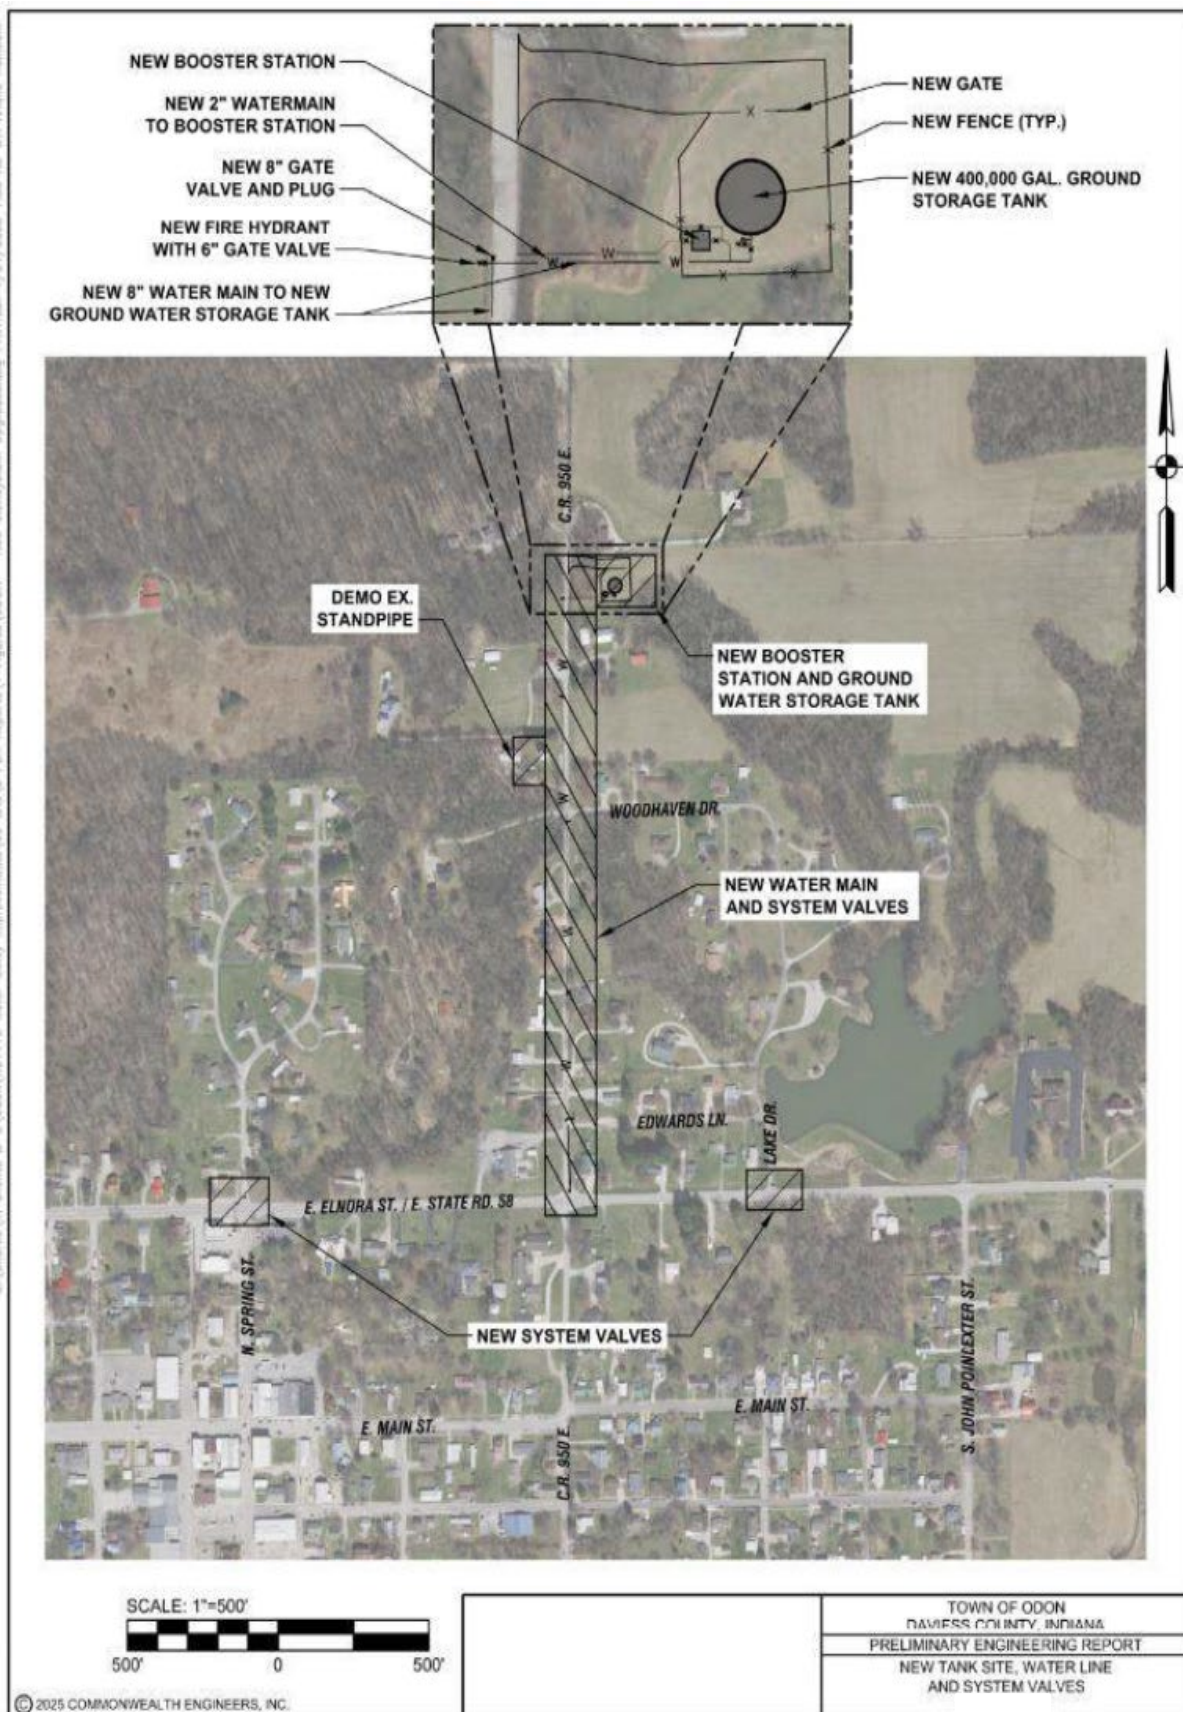 NEW BOOSTER STATION
NEW 2" WATERMAIN
TO BOOSTER STATION
NEW 8" GATE
VALVE AND PLUG
NEW FIRE HYDRANT
WITH 6" GATE VALVE
NEW 8" WATER MAIN TO NEW
GROUND WATER STORAGE TANK
NEW GATE
NEW FENCE (TYP.)
NEW 400,000 GAL. GROUND
STORAGE TANK
X
X
X
X
X
X
W
W
W
C.R. 950 E.
DEMO EX.
STANDPIPE
NEW BOOSTER
STATION AND GROUND
WATER STORAGE TANK
W
W
WOODHAVEN DR.
NEW WATER MAIN
AND SYSTEM VALVES
W
W
EDWARDS LN.
LAKE DR.
E. ELNORA ST. / E. STATE RD. 58
N. SPRING ST.
NEW SYSTEM VALVES
S. JOHN POINDEXTER ST.
E. MAIN ST.
E. MAIN ST.
C.R. 950 E.
SCALE: 1"=500'
500'
0
500'
© 2025 COMMONWEALTH ENGINEERS, INC.
TOWN OF ODON
DAVIESS COUNTY, INDIANA
PRELIMINARY ENGINEERING REPORT
NEW TANK SITE, WATER LINE
AND SYSTEM VALVES